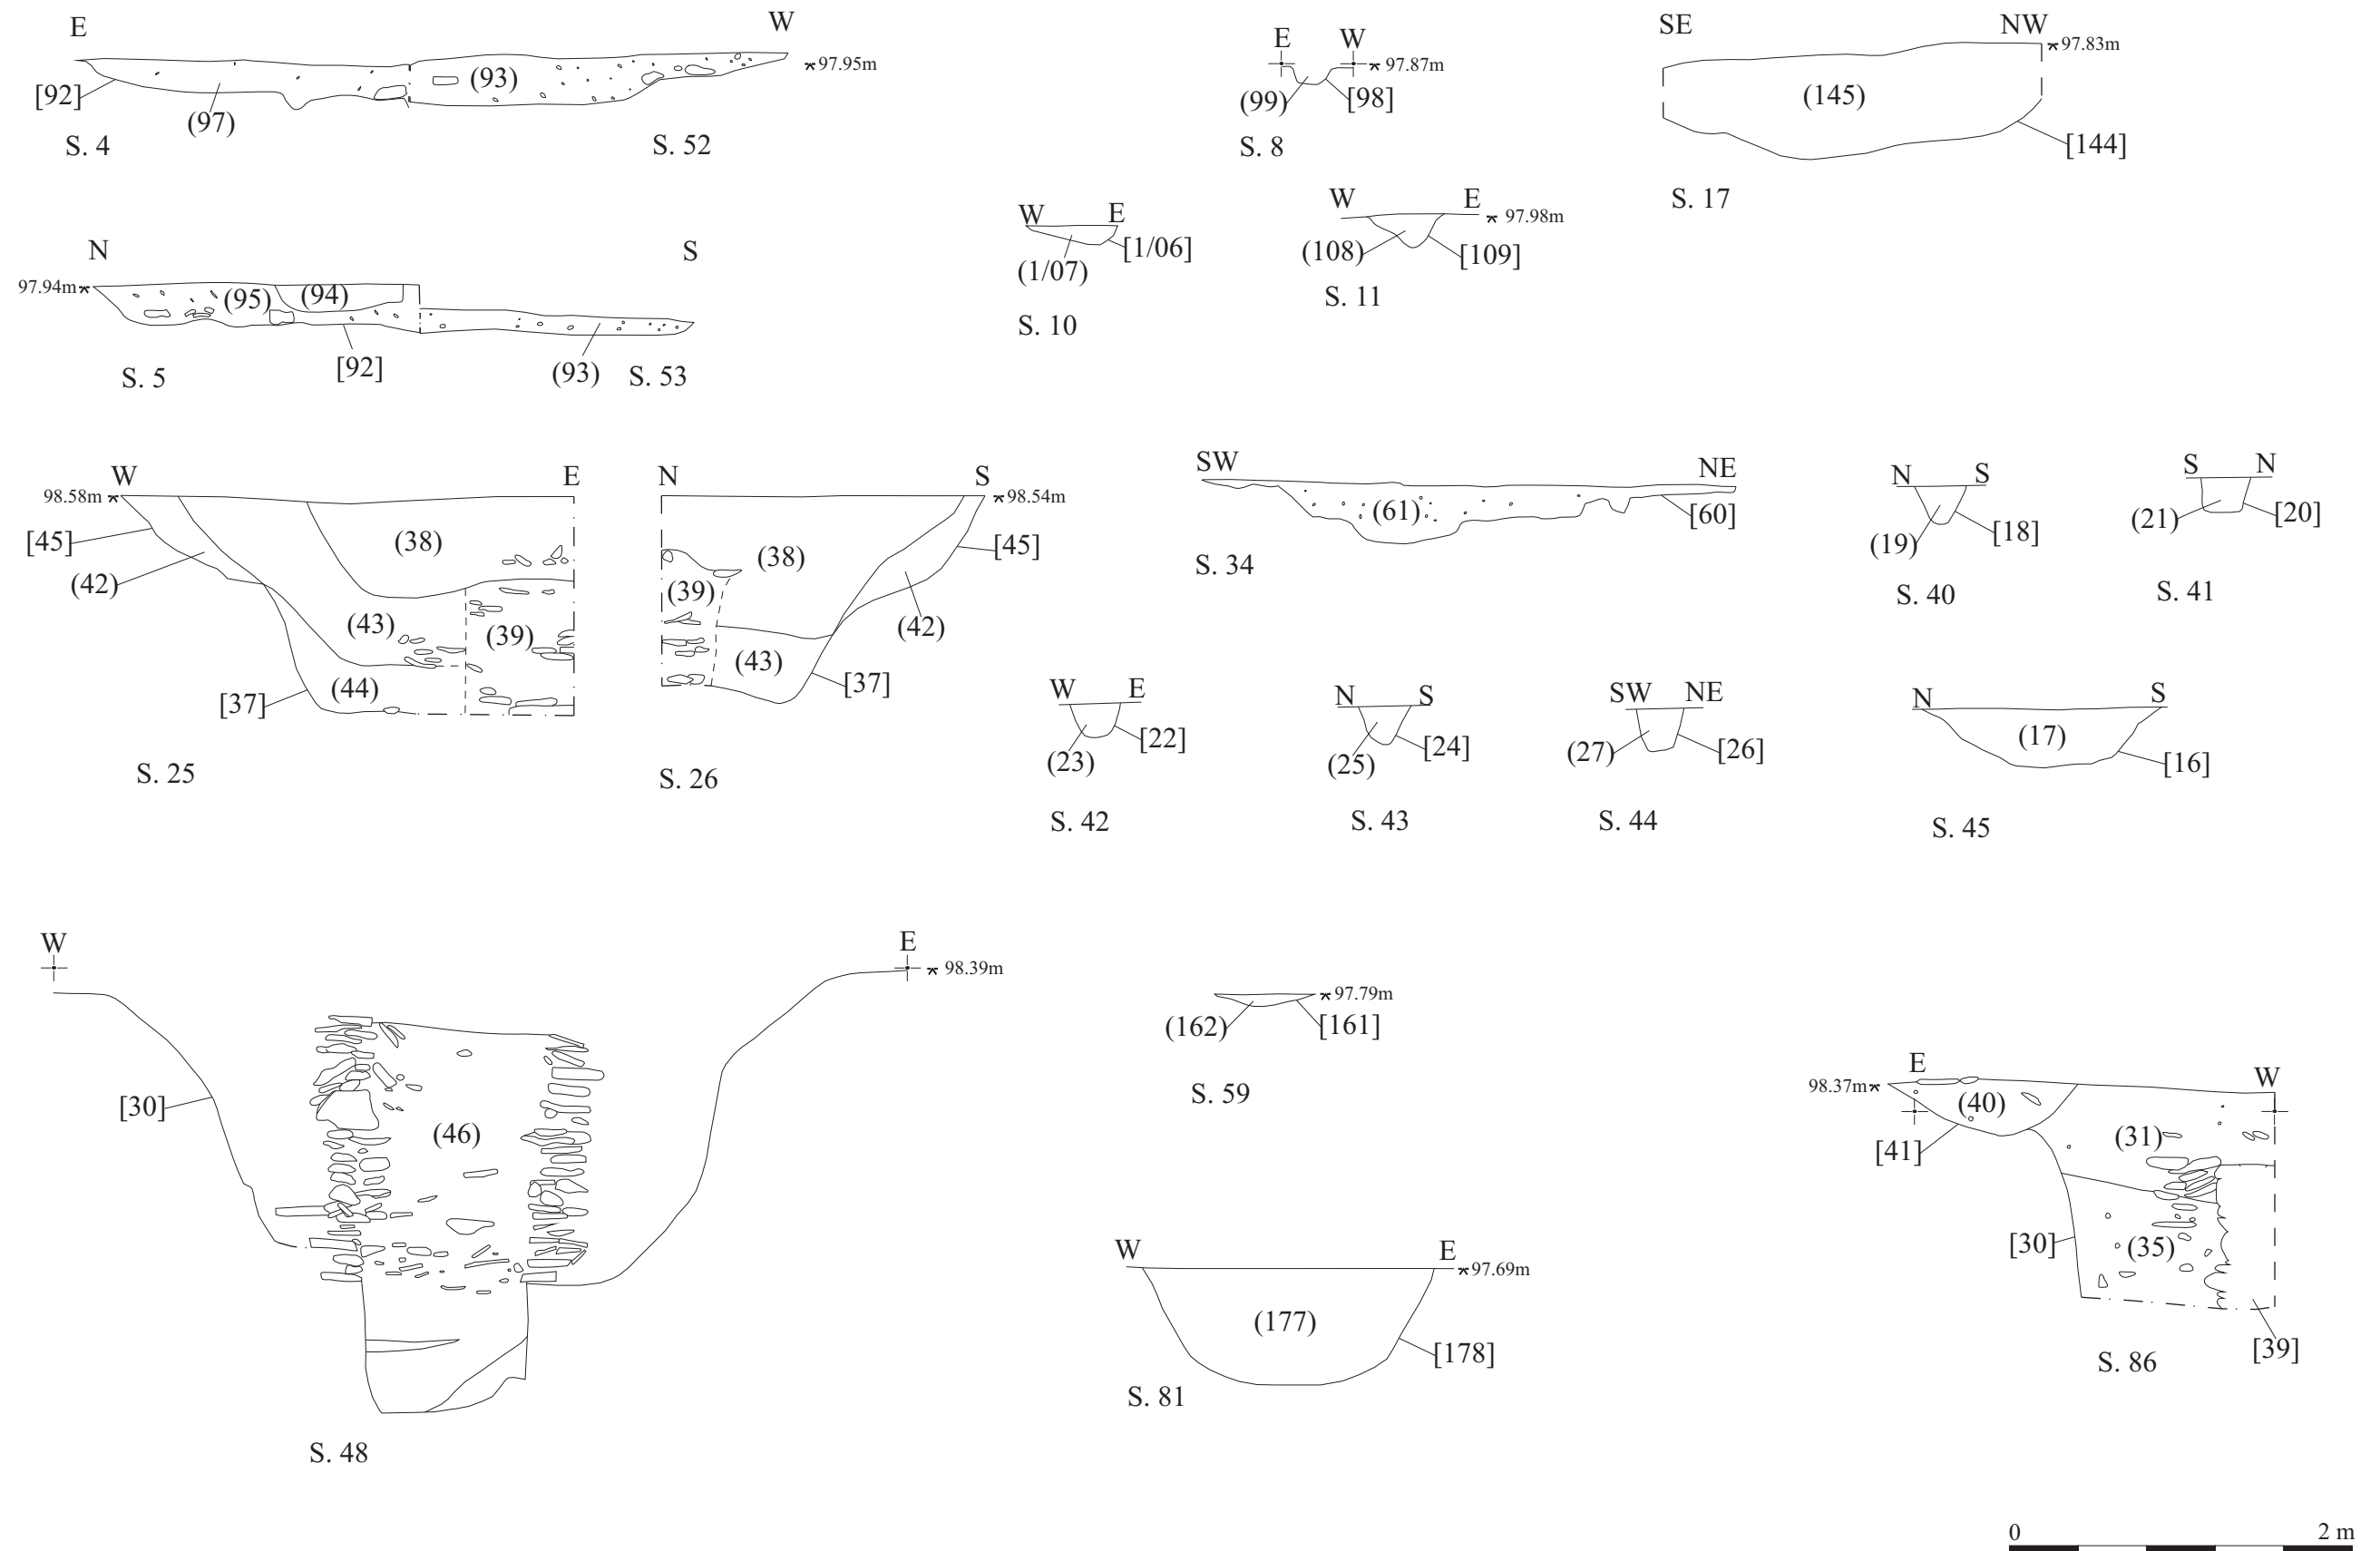 E W
97.95m
[92]
(97)
(93)
S. 4 S. 52
E W
97.87m
(99) [98]
S. 8
SE NW
97.83m
(145)
[144]
S. 17
W E
[1/06]
(1/07)
S. 10
W E
97.98m
(108) [109]
S. 11
N S
97.94m
(95) (94)
[92] (93)
S. 5 S. 53
W E
98.58m
[45]
(42)
(38)
(43)
(39)
(44)
[37]
S. 25
N S
98.54m
(38)
[45]
(39)
(42)
(43)
[37]
S. 26
SW NE
(61)
[60]
S. 34
N S
(19) [18]
S. 40
S N
(21) [20]
S. 41
W E
(23) [22]
S. 42
N S
(25) [24]
S. 43
SW NE
(27) [26]
S. 44
N S
(17)
[16]
S. 45
W E
98.39m
[30]
(46)
S. 48
97.79m
(162) [161]
S. 59
W E
97.69m
(177)
[178]
S. 81
E W
98.37m
(40)
(31)
[41]
[30] (35)
[39]
S. 86
0 2 m